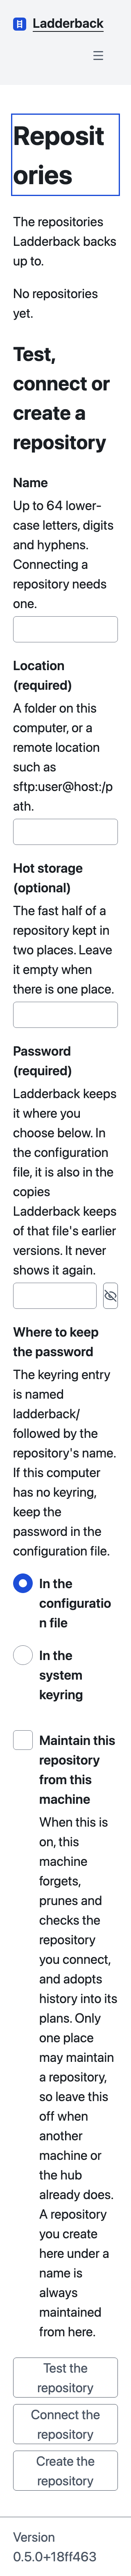 Ladderback
Reposit
ories
The repositories
Ladderback backs
up to.
No repositories
yet.
Test,
connect or
create a
repository
Name
Up to 64 lower-
case letters, digits
and hyphens.
Connecting a
repository needs
one.
Location
(required)
A folder on this
computer, or a
remote location
such as
sftp:user@host:/p
ath.
Hot storage
(optional)
The fast half of a
repository kept in
two places. Leave
it empty when
there is one place.
Password
(required)
Ladderback keeps
it where you
choose below. In
the configuration
file, it is also in the
copies
Ladderback keeps
of that file's earlier
versions. It never
shows it again.
Where to keep
the password
The keyring entry
is named
ladderback/
followed by the
repository's name.
If this computer
has no keyring,
keep the
password in the
configuration file.
In the
configuratio
n file
In the
system
keyring
Maintain this
repository
from this
machine
When this is
on, this
machine
forgets,
prunes and
checks the
repository
you connect,
and adopts
history into its
plans. Only
one place
may maintain
a repository,
so leave this
off when
another
machine or
the hub
already does.
A repository
you create
here under a
name is
always
maintained
from here.
Test the
repository
Connect the
repository
Create the
repository
Version
0.5.0+18ff463